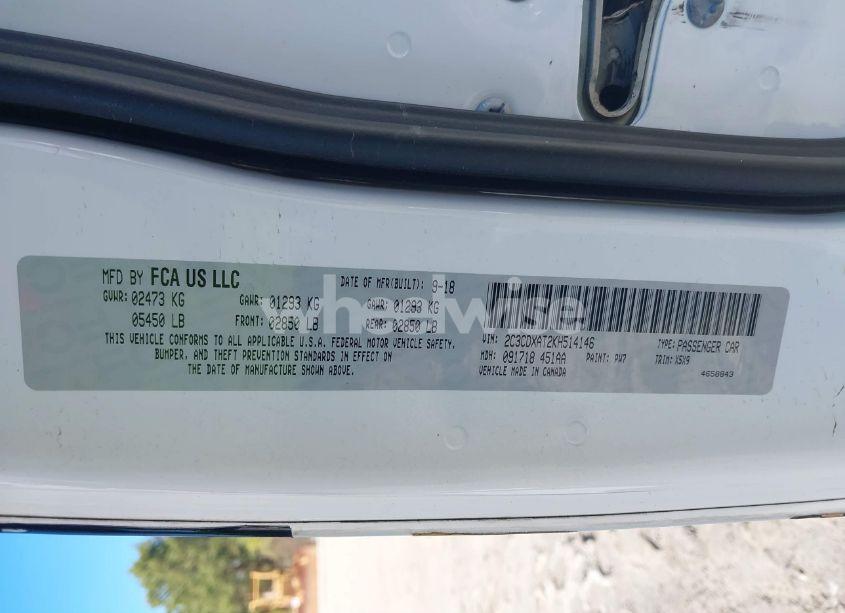 MFD BY FCA US LLC
DATE OF MFR(BUILT): 9-18
GVWR: 02473 KG GAWR: 01293 KG GAWR: 01293 KG
05450 LB FRONT: 02850 LB REAR: 02850 LB
THIS VEHICLE CONFORMS TO ALL APPLICABLE U.S.A. FEDERAL MOTOR VEHICLE SAFETY,
BUMPER, AND THEFT PREVENTION STANDARDS IN EFFECT ON
THE DATE OF MANUFACTURE SHOWN ABOVE.
VIN: 2C3CDXAT2KH514146 TYPE: PASSENGER CAR
MDH: 091718 451AA PAINT: PW7 TRIM: X5X9
VEHICLE MADE IN CANADA 4658843
whatwise